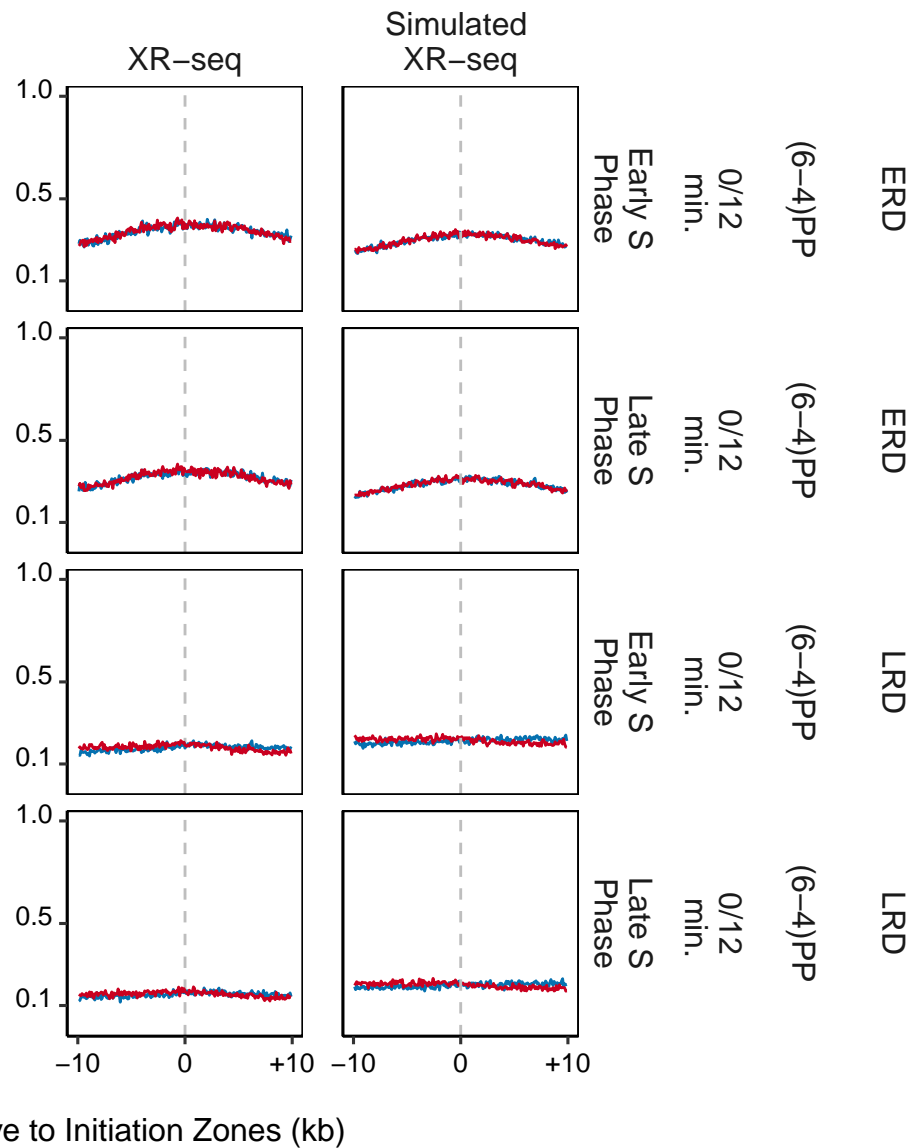 Simulated
XR−seq XR−seq
1.0
0.5
0.1
Early S
Phase
0/12
min.
(6−4)PP
ERD
1.0
0.5
0.1
Late S
Phase
0/12
min.
(6−4)PP
ERD
1.0
0.5
0.1
Early S
Phase
0/12
min.
(6−4)PP
LRD
1.0
0.5
0.1
Late S
Phase
0/12
min.
(6−4)PP
LRD
−10 0 +10 −10 0 +10
ve to Initiation Zones (kb)